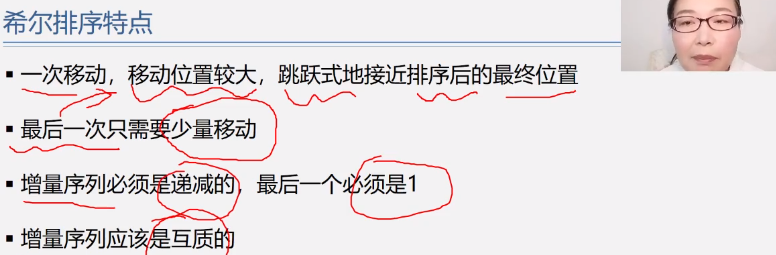 希尔排序特点
▪ 一次移动，移动位置较大，跳跃式地接近排序后的最终位置
▪ 最后一次只需要少量移动
▪ 增量序列必须是递减的，最后一个必须是1
▪ 增量序列应该是互质的